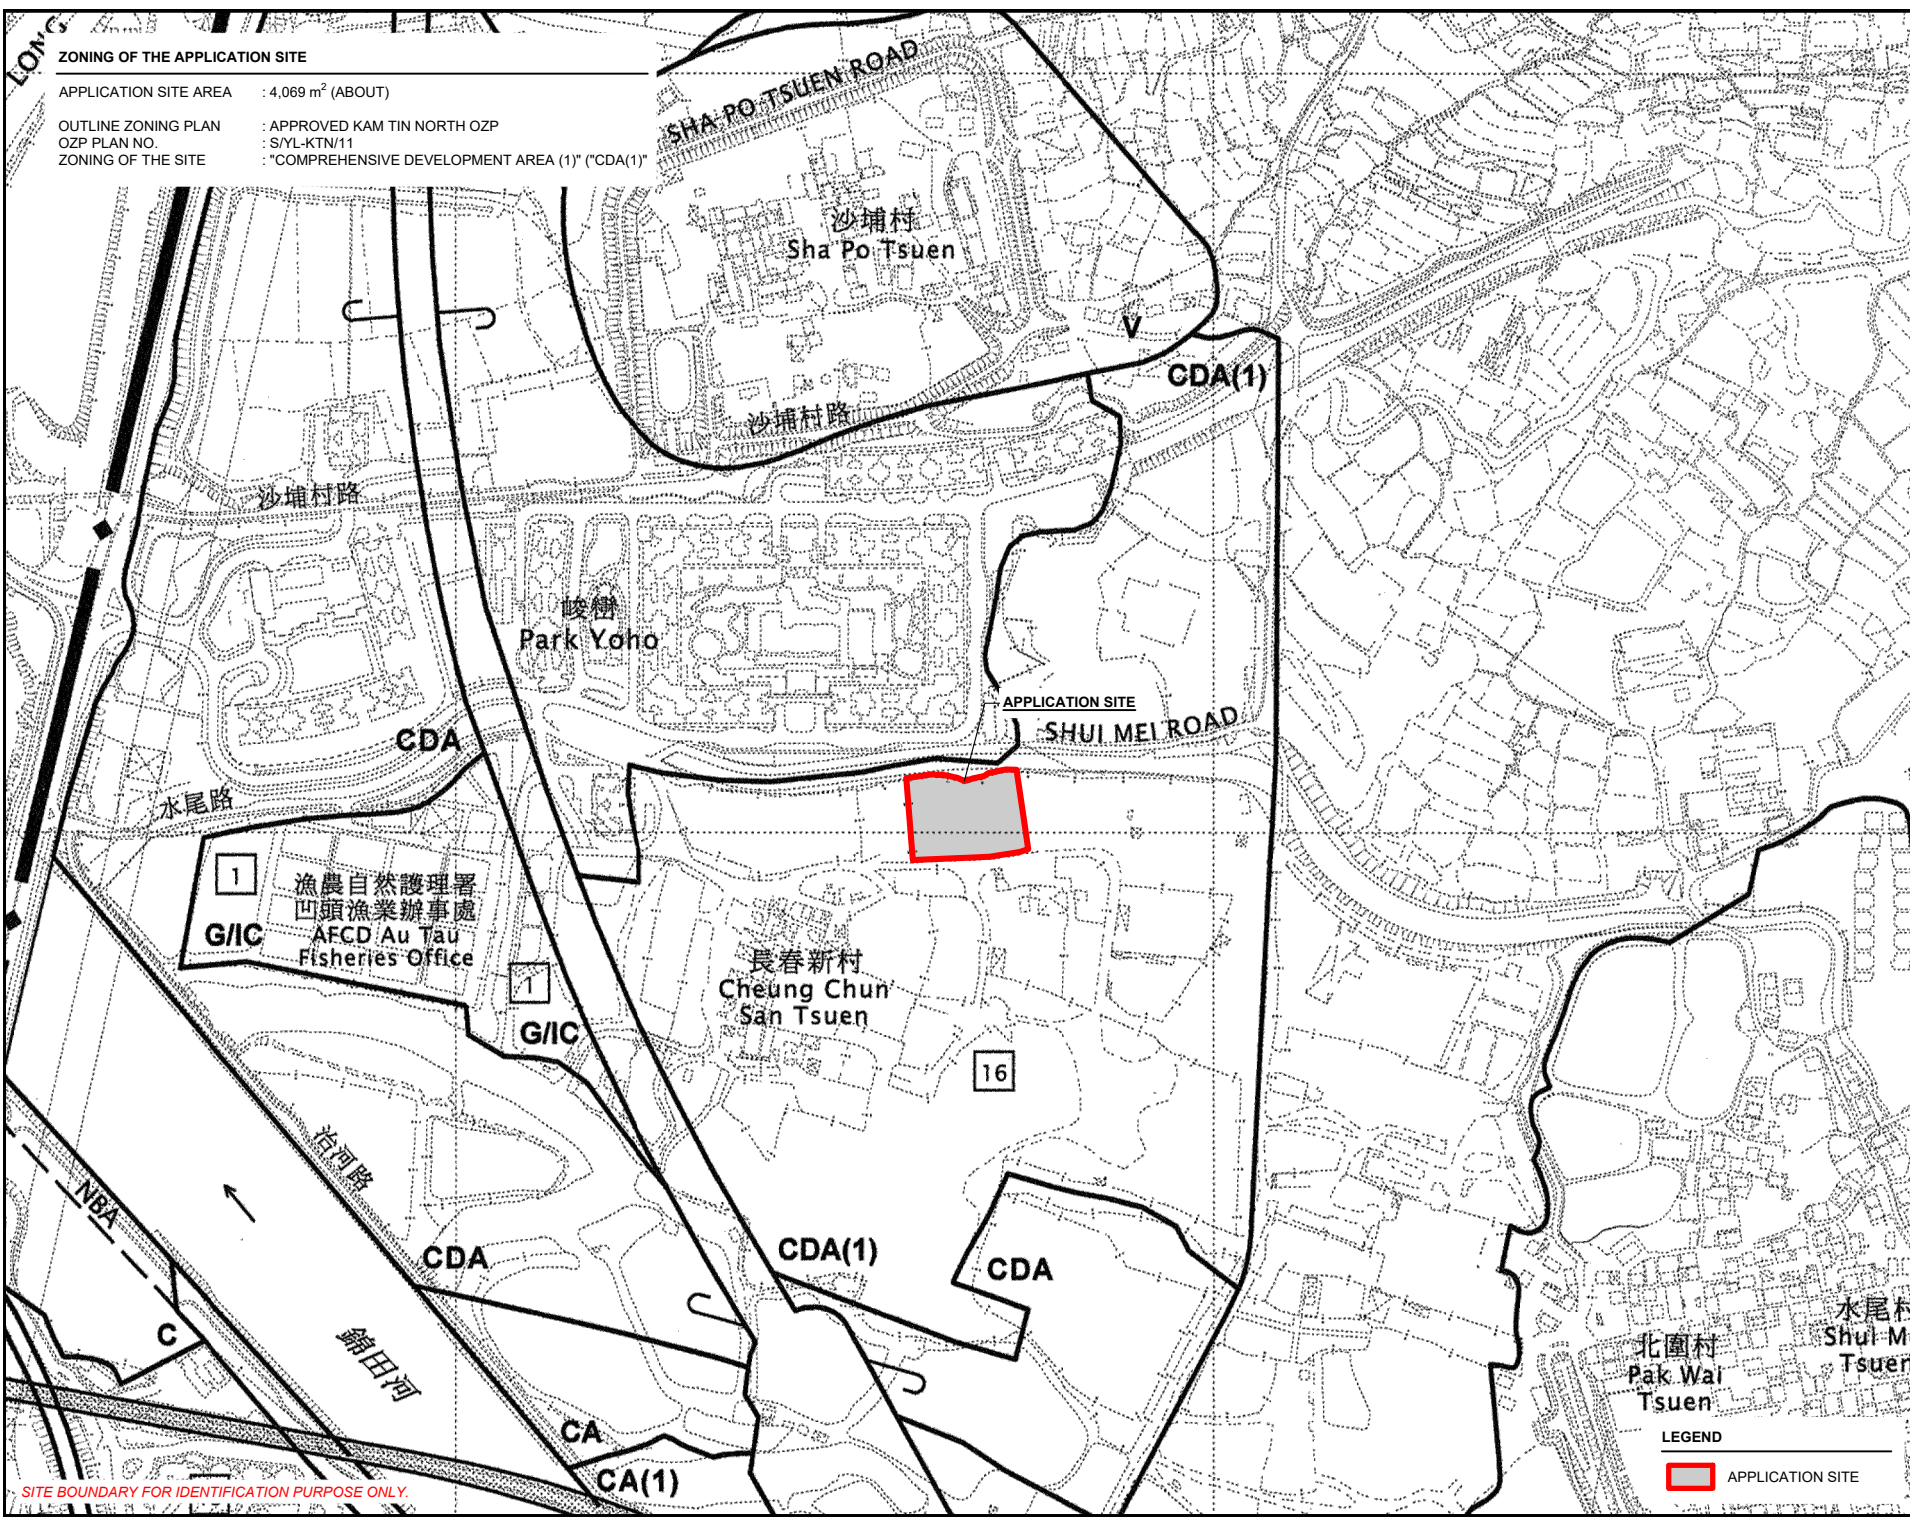 LONG
ZONING OF THE APPLICATION SITE
APPLICATION SITE AREA : 4,069 m² (ABOUT)
OUTLINE ZONING PLAN : APPROVED KAM TIN NORTH OZP
OZP PLAN NO. : S/YL-KTN/11
ZONING OF THE SITE : "COMPREHENSIVE DEVELOPMENT AREA (1)" ("CDA(1)"
SHA PO TSUEN ROAD
沙埔村
Sha Po Tsuen
V
CDA(1)
沙埔村路
沙埔村路
峻巒
Park Yoho
APPLICATION SITE
SHUI MEI ROAD
CDA
水尾路
1
漁農自然護理署
凹頭漁業辦事處
AFCD Au Tau
Fisheries Office
G/IC
1
G/IC
長春新村
Cheung Chun
San Tsuen
16
治河路
NBA
CDA
CDA(1)
CDA
C
錦田河
水尾村
Shui M
Tsuen
北圍村
Pak Wai
Tsuen
CA
CA(1)
LEGEND
APPLICATION SITE
SITE BOUNDARY FOR IDENTIFICATION PURPOSE ONLY.